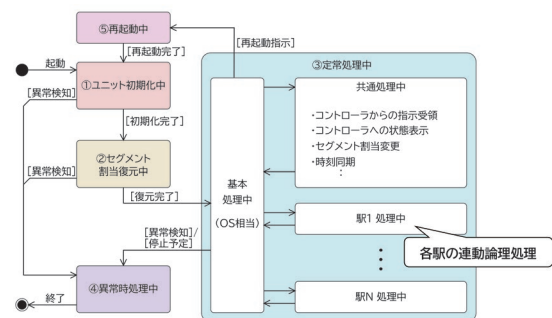 ⑤再起動中
[再起動指示]
[再起動完了]
起動
①ユニット初期化中
[異常検知]
[初期化完了]
②セグメント
割当復元中
[異常検知]
[復元完了]
[異常検知]/
[停止予定]
④異常時処理中
終了
③定常処理中
基本
処理中
(OS相当)
共通処理中
・コントローラからの指示受領
・コントローラへの状態表示
・セグメント割当変更
・時刻同期
:
駅1 処理中
各駅の連動論理処理
駅N 処理中